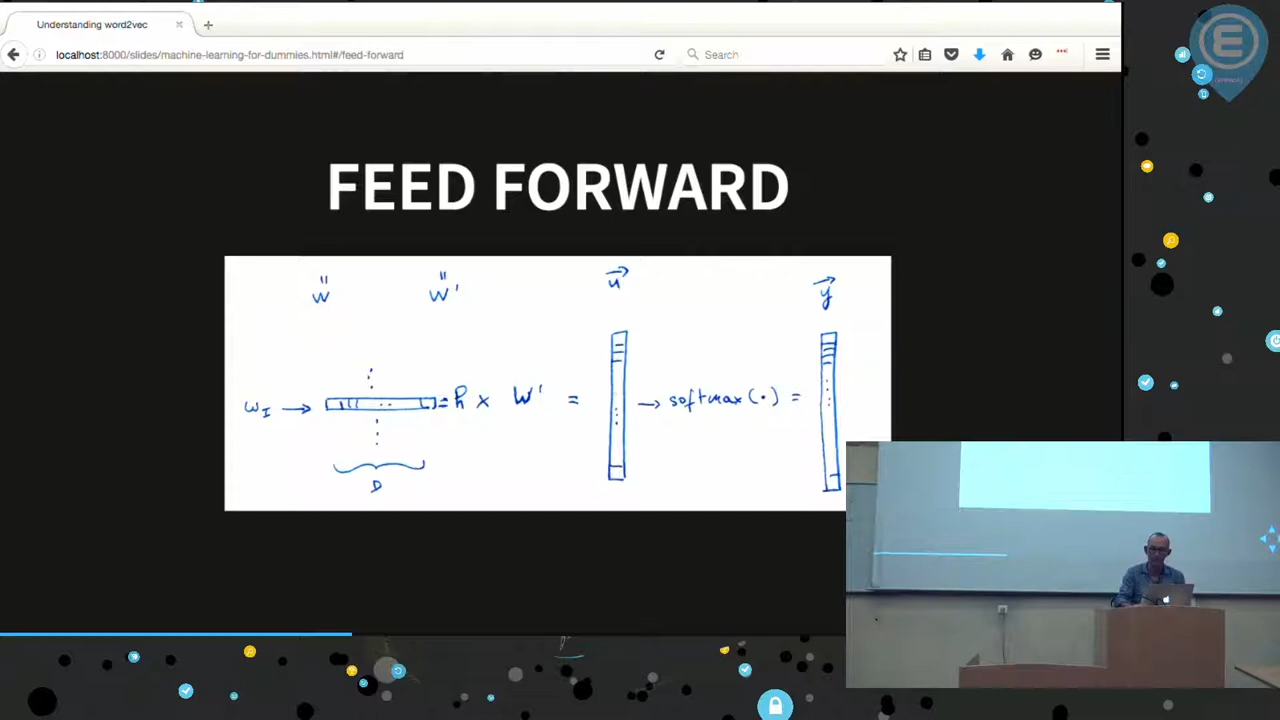 Understanding word2vec
localhost:8000/slides/machine-learning-for-dummies.html#/feed-forward
Search
FEED FORWARD
W W' u y
w_I → = h × W' = → softmax(·) =
D
E